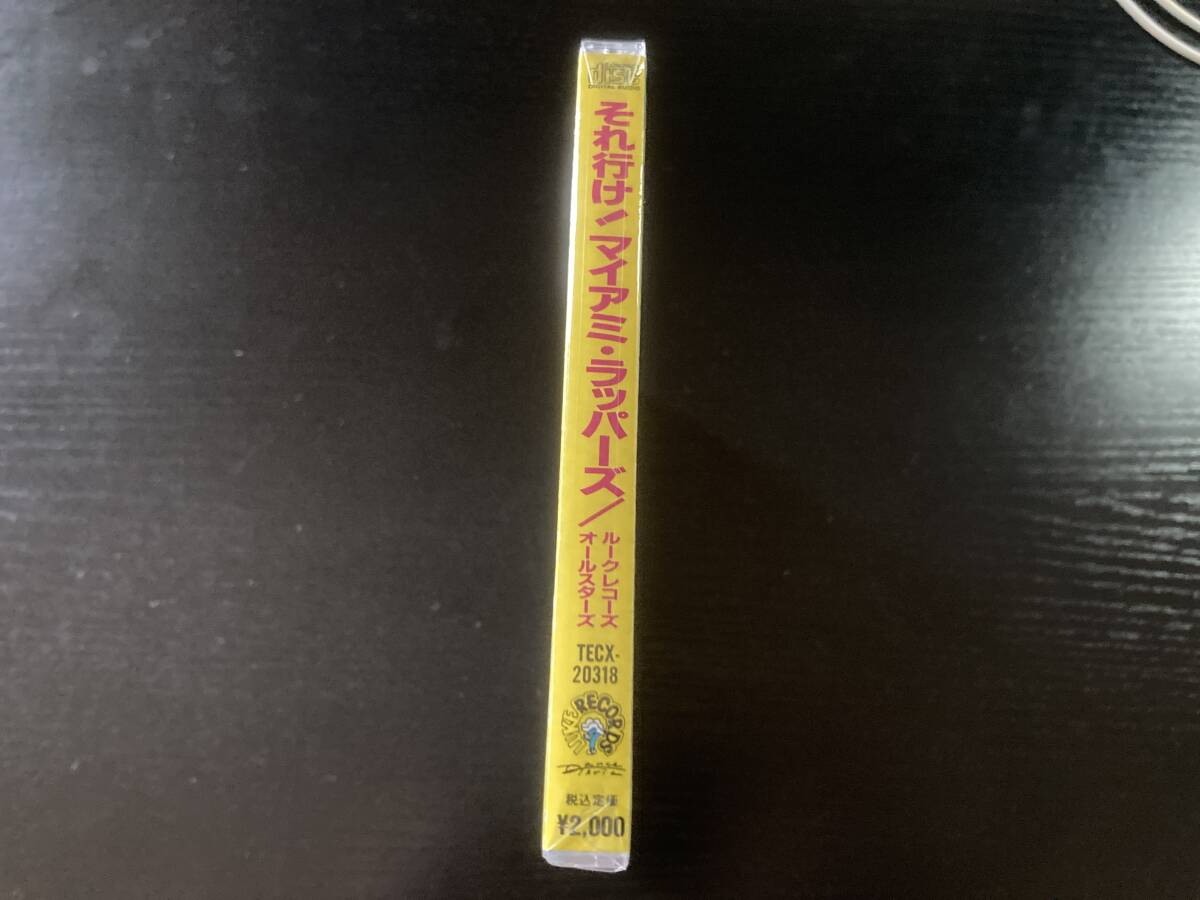 disc
DIGITAL AUDIO
それ行け!マイアミ・ラッパーズ/
ルークレコーズ
オールスターズ
TECX-
20318
LUKE RECORDS
税込定価
¥2,000